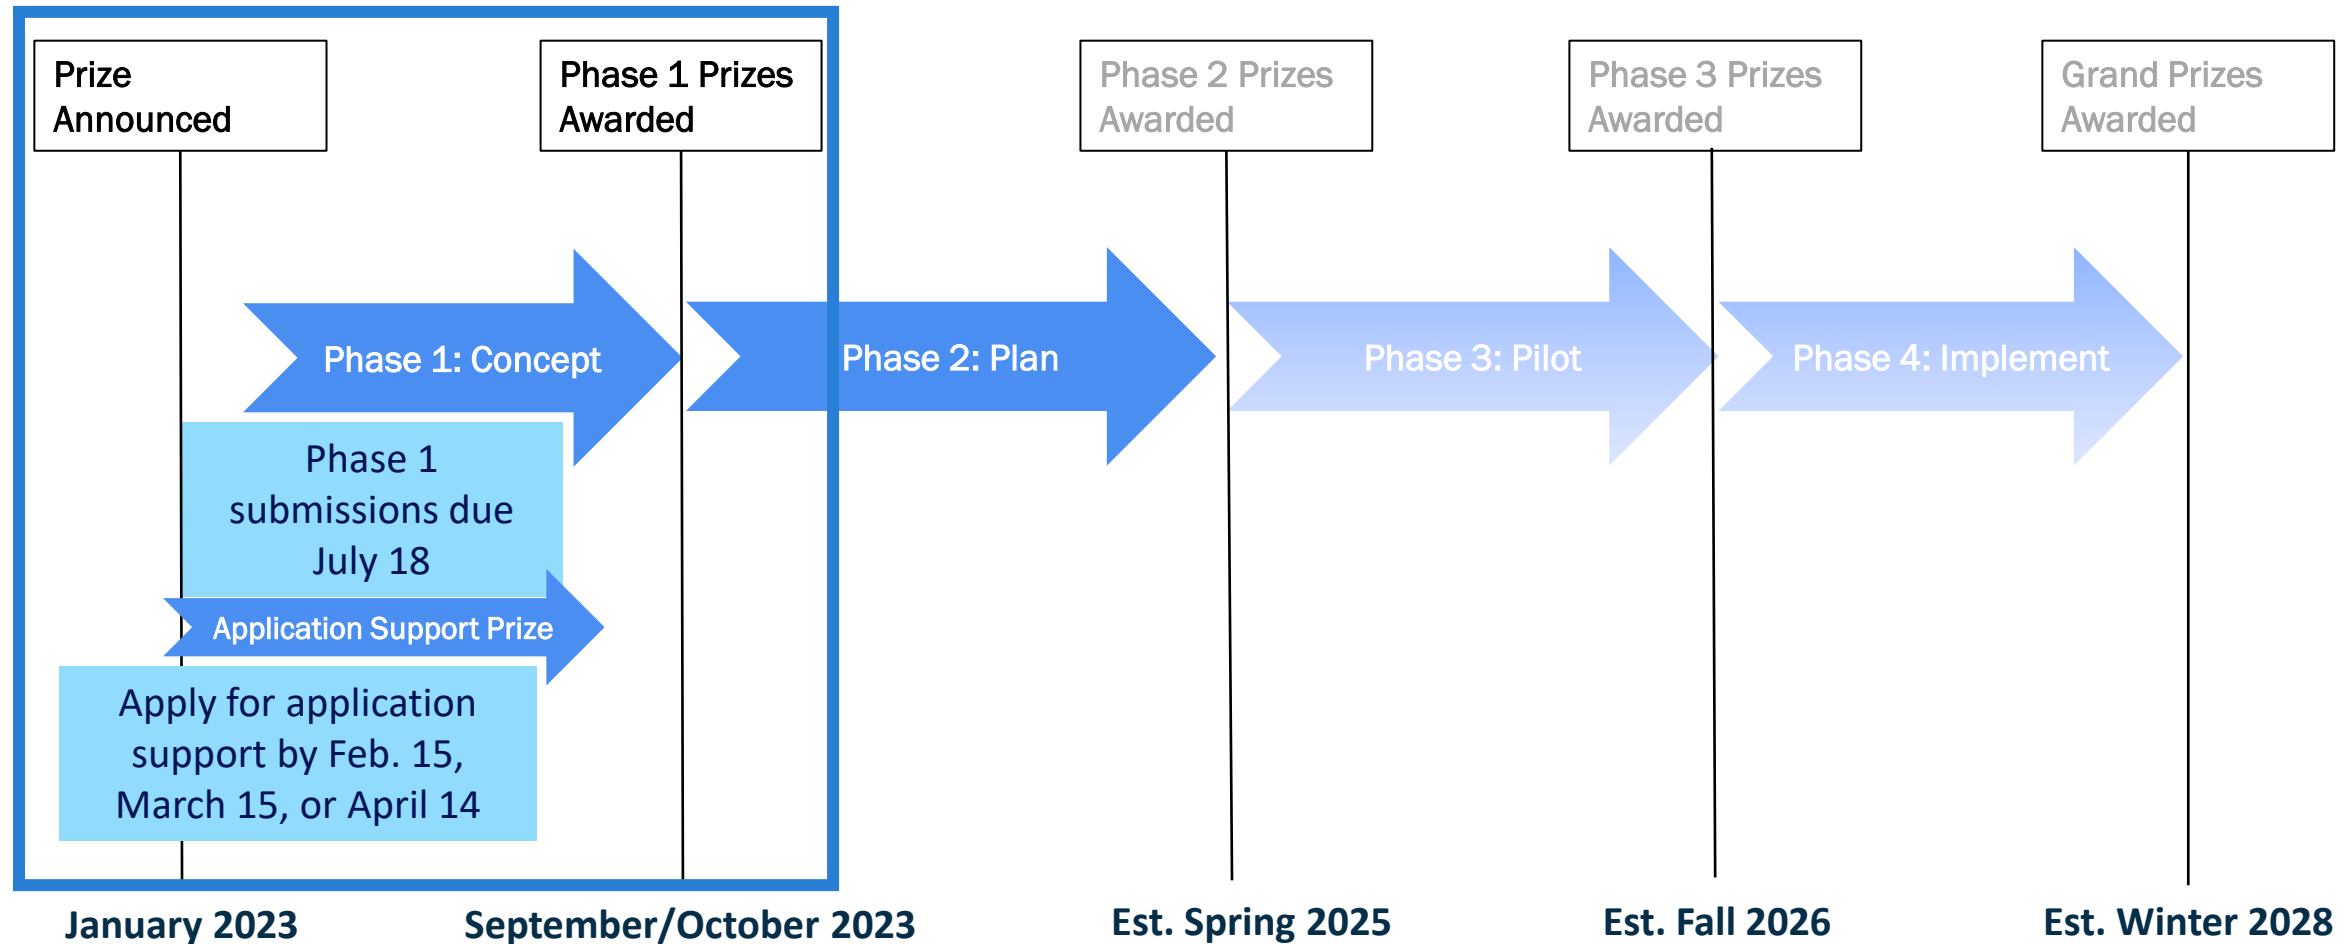 Prize
Announced
Phase 1 Prizes
Awarded
Phase 2 Prizes
Awarded
Phase 3 Prizes
Awarded
Grand Prizes
Awarded
Phase 1: Concept
Phase 2: Plan
Phase 3: Pilot
Phase 4: Implement
Phase 1
submissions due
July 18
Application Support Prize
Apply for application
support by Feb. 15,
March 15, or April 14
January 2023
September/October 2023
Est. Spring 2025
Est. Fall 2026
Est. Winter 2028